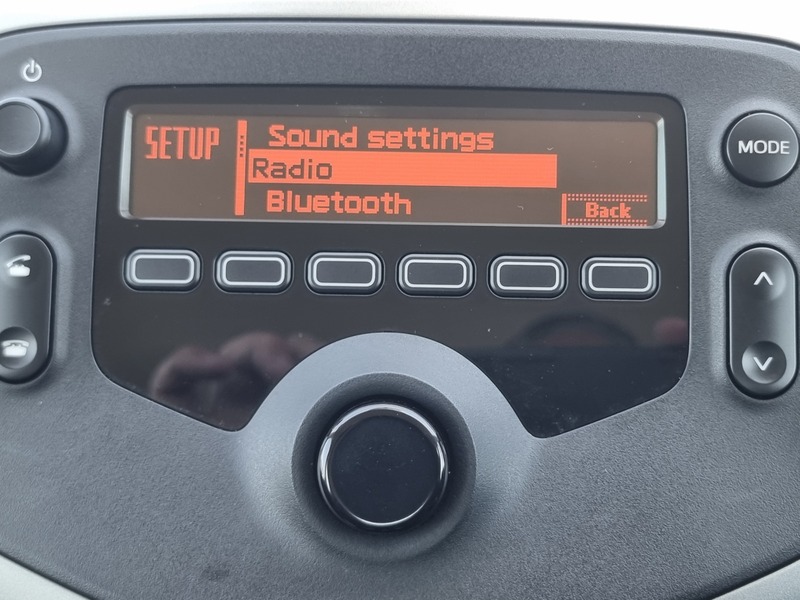 SETUP
Sound settings
Radio
Bluetooth
Back
MODE